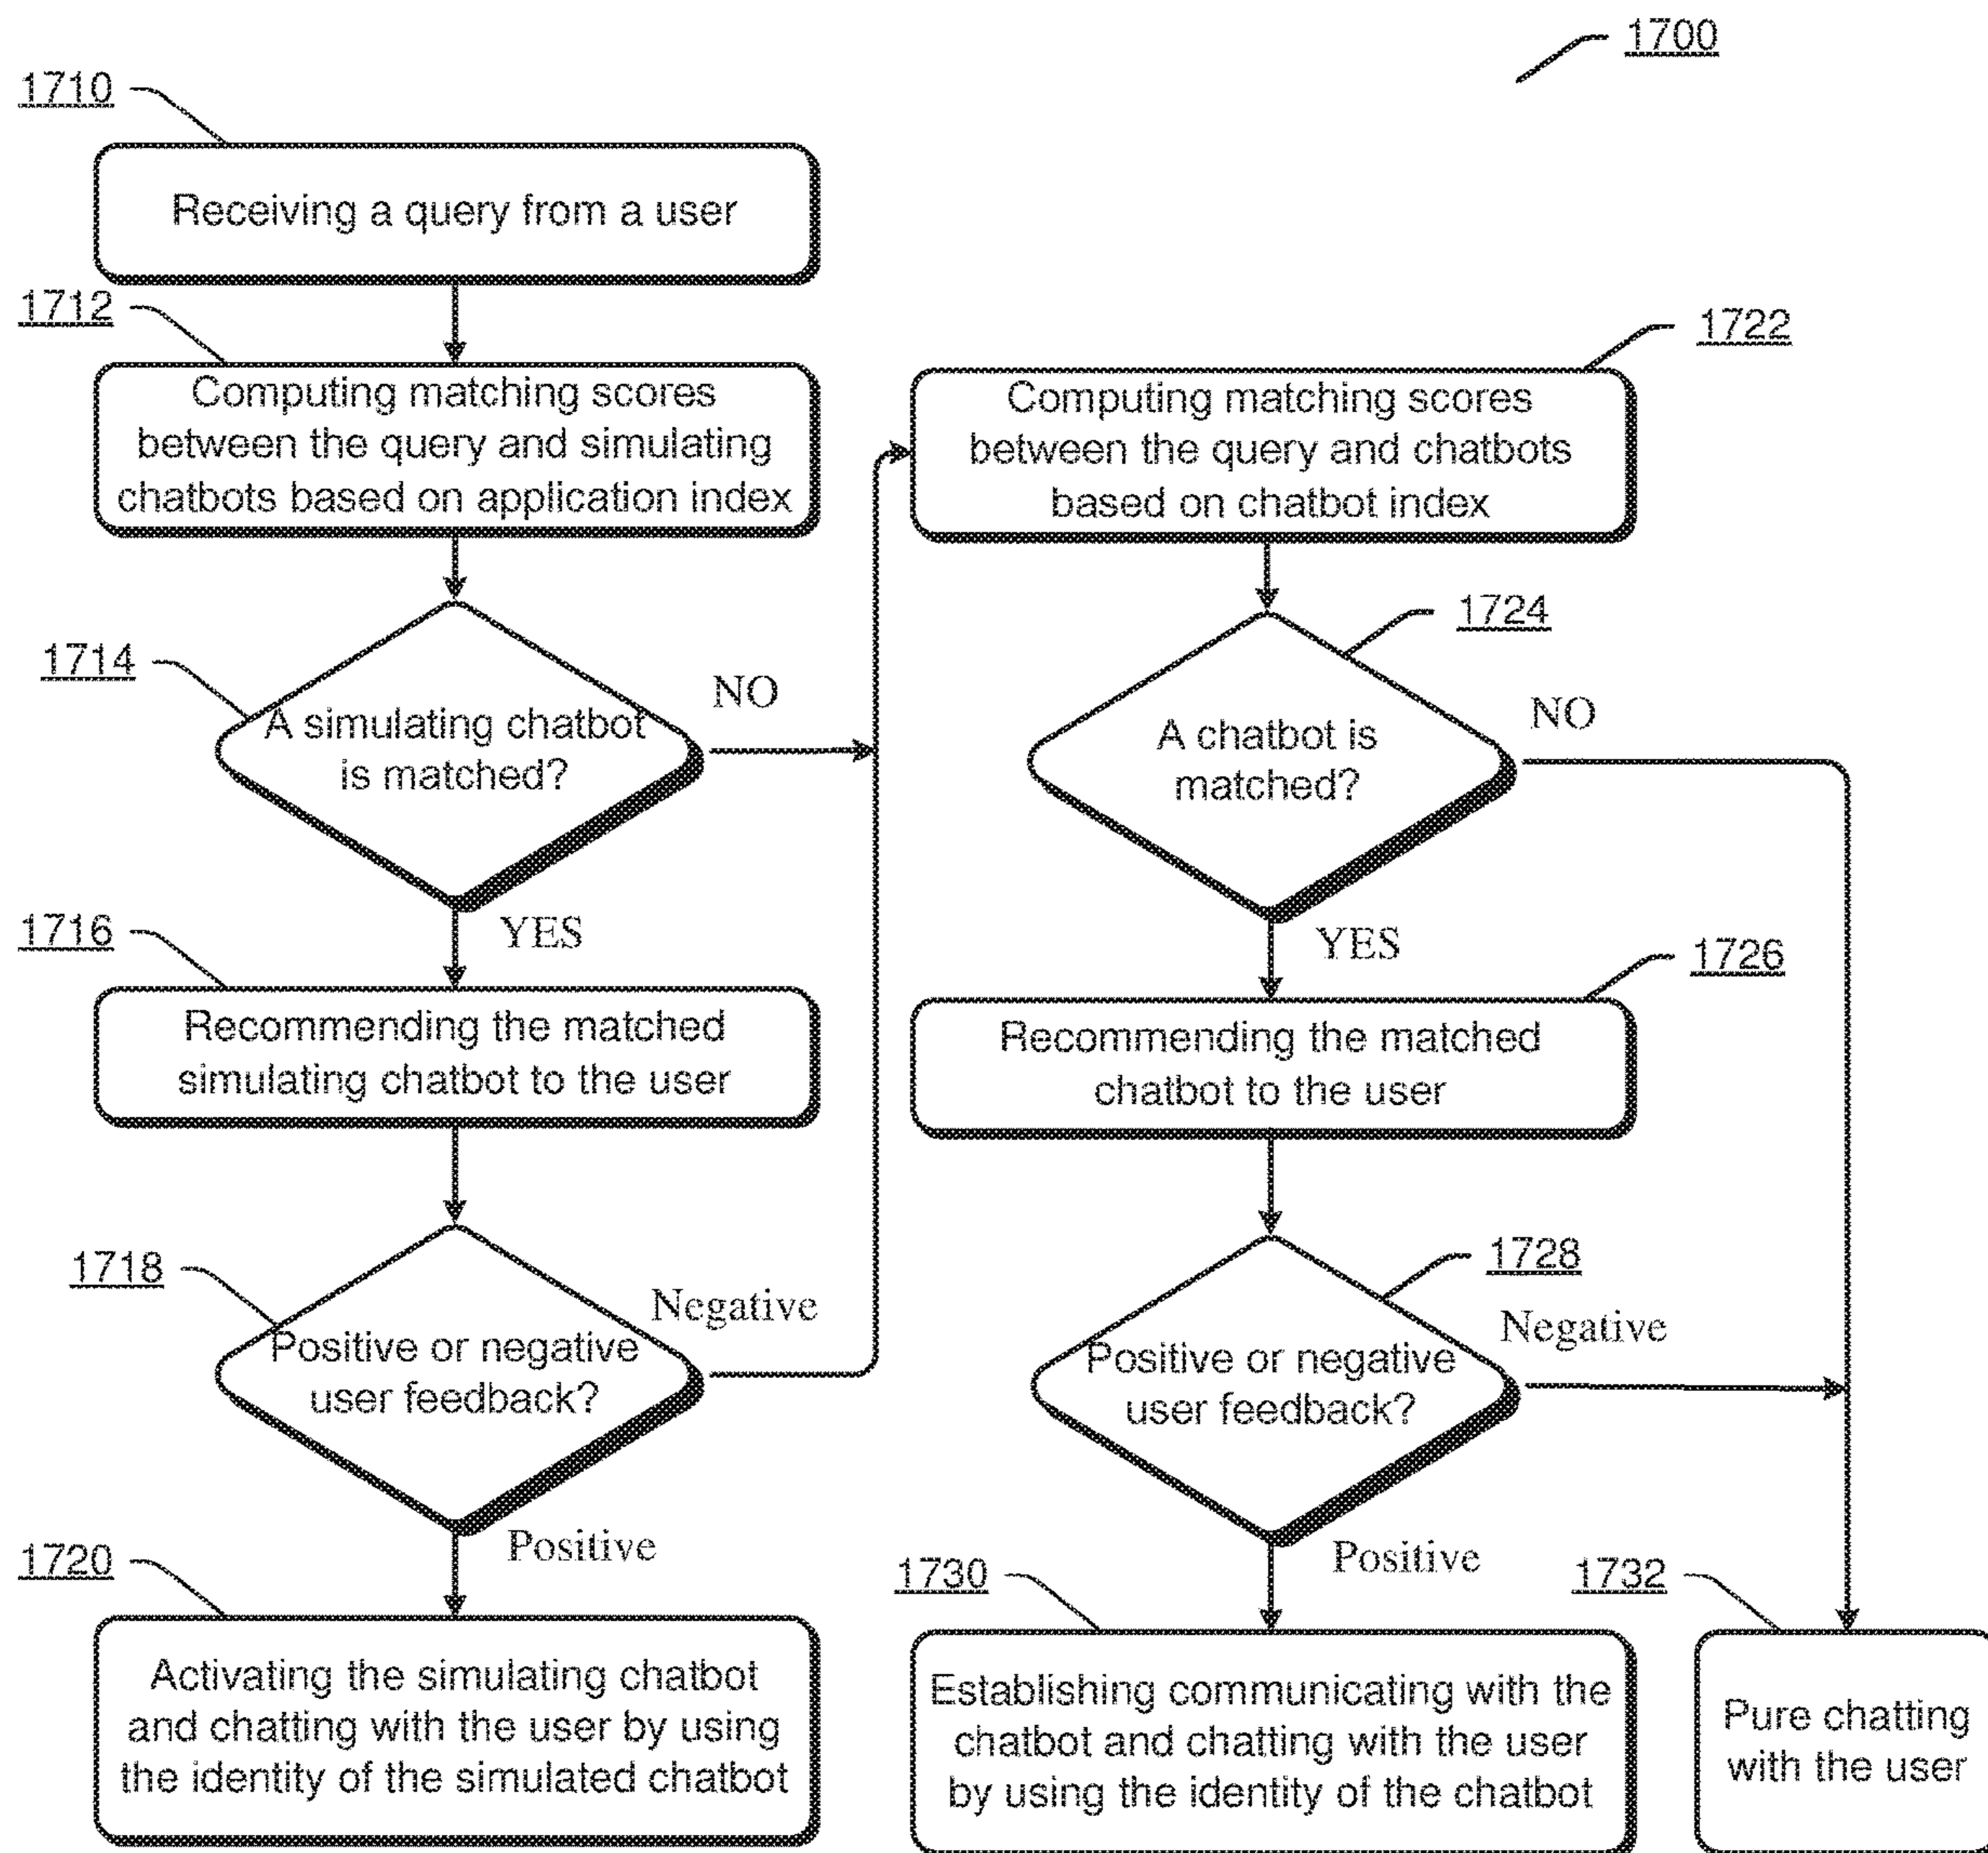 1700
1710
Receiving a query from a user
1712
Computing matching scores
between the query and simulating
chatbots based on application index
1714
A simulating chatbot
is matched?
NO
YES
1716
Recommending the matched
simulating chatbot to the user
1718
Positive or negative
user feedback?
Negative
Positive
1720
Activating the simulating chatbot
and chatting with the user by using
the identity of the simulated chatbot
1722
Computing matching scores
between the query and chatbots
based on chatbot index
1724
A chatbot is
matched?
NO
YES
1726
Recommending the matched
chatbot to the user
1728
Positive or negative
user feedback?
Negative
Positive
1730
Establishing communicating with the
chatbot and chatting with the user
by using the identity of the chatbot
1732
Pure chatting
with the user